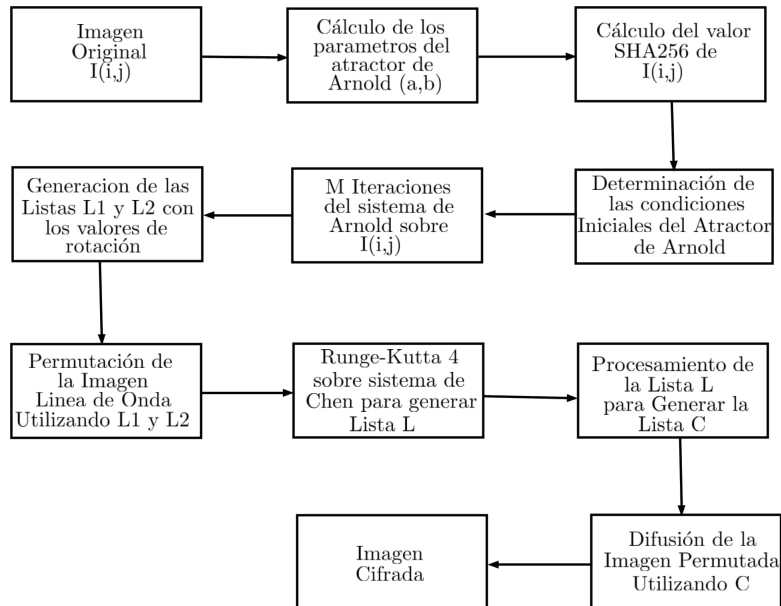 Imagen
Original
I(i,j)
Cálculo de los
parametros del
atractor de
Arnold (a,b)
Cálculo del valor
SHA256 de
I(i,j)
Generacion de las
Listas L1 y L2 con
los valores de
rotación
M Iteraciones
del sistema de
Arnold sobre
I(i,j)
Determinación de
las condiciones
Iniciales del Atractor
de Arnold
Permutación de
la Imagen
Linea de Onda
Utilizando L1 y L2
Runge-Kutta 4
sobre sistema de
Chen para generar
Lista L
Procesamiento de
la Lista L
para Generar la
Lista C
Imagen
Cifrada
Difusión de la
Imagen Permutada
Utilizando C